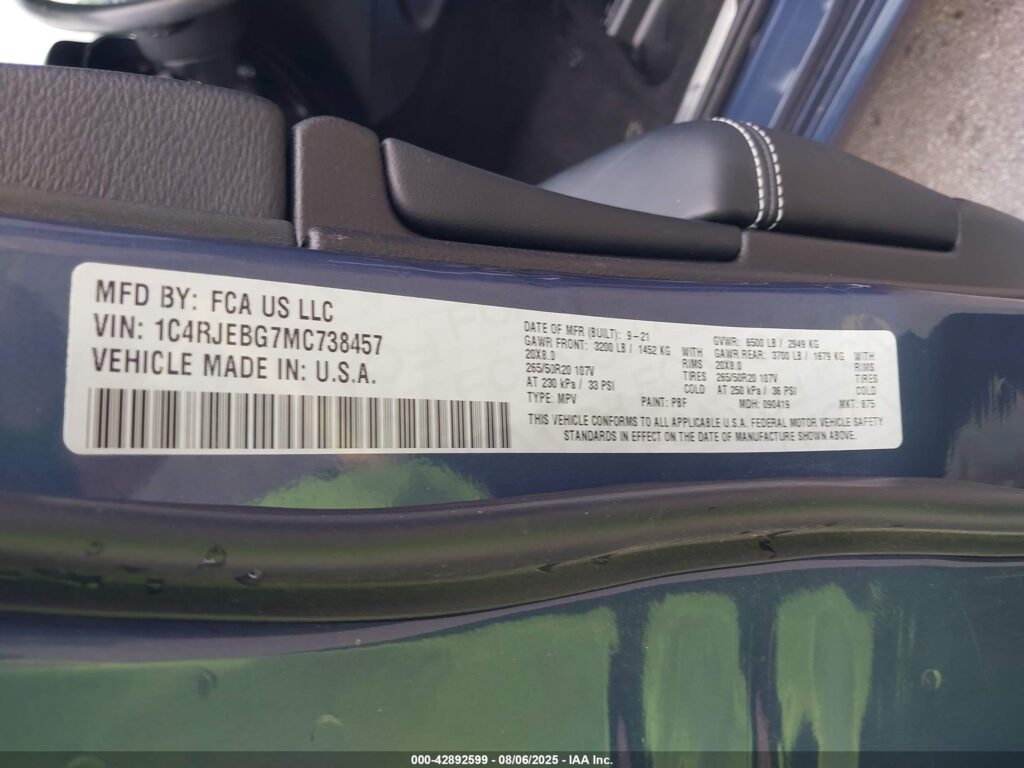 MFD BY: FCA US LLC
VIN: 1C4RJEBG7MC738457
VEHICLE MADE IN: U.S.A.
DATE OF MFR (BUILT): 9-21
GAWR FRONT: 3200 LB / 1452 KG WITH
20X8.0 RIMS
265/50R20 107V TIRES
AT 230 kPa / 33 PSI COLD
TYPE: MPV PAINT: PBF
GVWR: 6500 LB / 2949 KG
GAWR REAR: 3700 LB / 1679 KG WITH
20X8.0 RIMS
265/50R20 107V TIRES
AT 250 kPa / 36 PSI COLD
MDH: 090419 MKT: 875
THIS VEHICLE CONFORMS TO ALL APPLICABLE U.S.A. FEDERAL MOTOR VEHICLE SAFETY
STANDARDS IN EFFECT ON THE DATE OF MANUFACTURE SHOWN ABOVE.
000-42892599 - 08/06/2025 - IAA Inc.